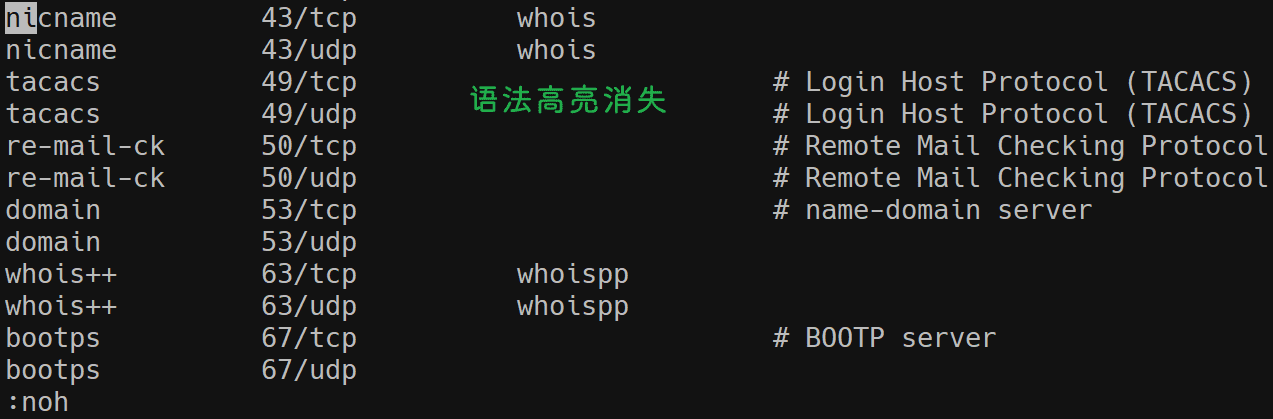 nicname 43/tcp whois
nicname 43/udp whois
tacacs 49/tcp # Login Host Protocol (TACACS)
语法高亮消失
tacacs 49/udp # Login Host Protocol (TACACS)
re-mail-ck 50/tcp # Remote Mail Checking Protocol
re-mail-ck 50/udp # Remote Mail Checking Protocol
domain 53/tcp # name-domain server
domain 53/udp
whois++ 63/tcp whoispp
whois++ 63/udp whoispp
bootps 67/tcp # BOOTP server
bootps 67/udp
:noh